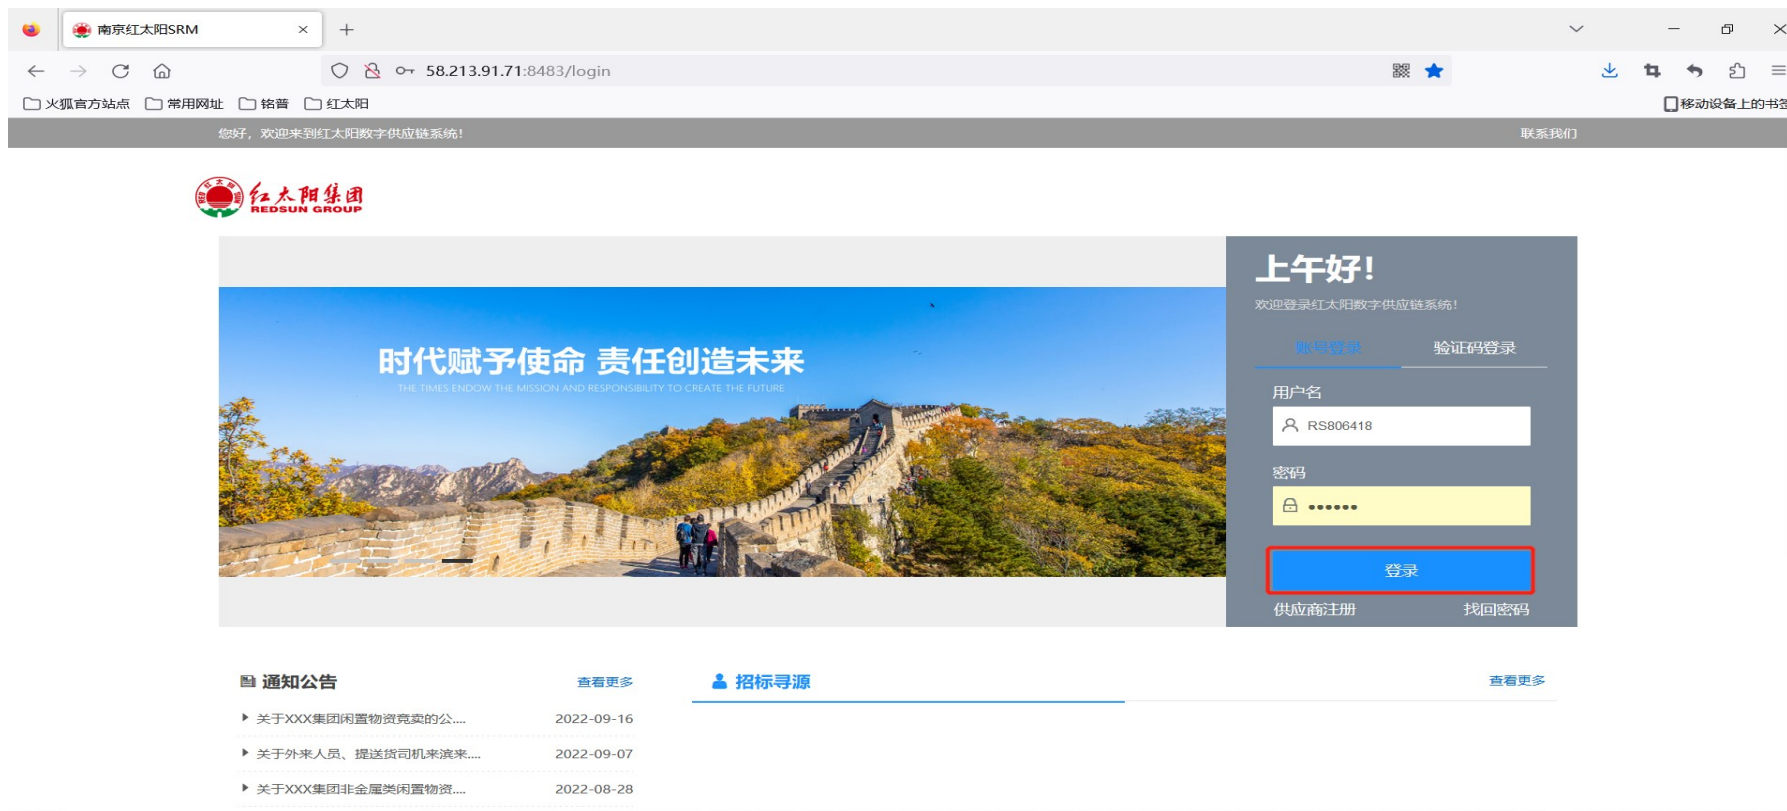 南京红太阳SRM
58.213.91.71:8483/login
火狐官方站点 常用网址 铭普 红太阳 移动设备上的书签
您好，欢迎来到红太阳数字供应链系统！ 联系我们
红太阳集团
REDSUN GROUP
上午好！
欢迎登录红太阳数字供应链系统！
账号登录 验证码登录
时代赋予使命 责任创造未来
THE TIMES ENDOW THE MISSION AND RESPONSIBILITY TO CREATE THE FUTURE
用户名
RS806418
密码
••••••
登录
供应商注册 找回密码
通知公告 查看更多
招标寻源 查看更多
关于XXX集团闲置物资竞卖的公.... 2022-09-16
关于外来人员、提送货司机来滨来.... 2022-09-07
关于XXX集团非金属类闲置物资.... 2022-08-28